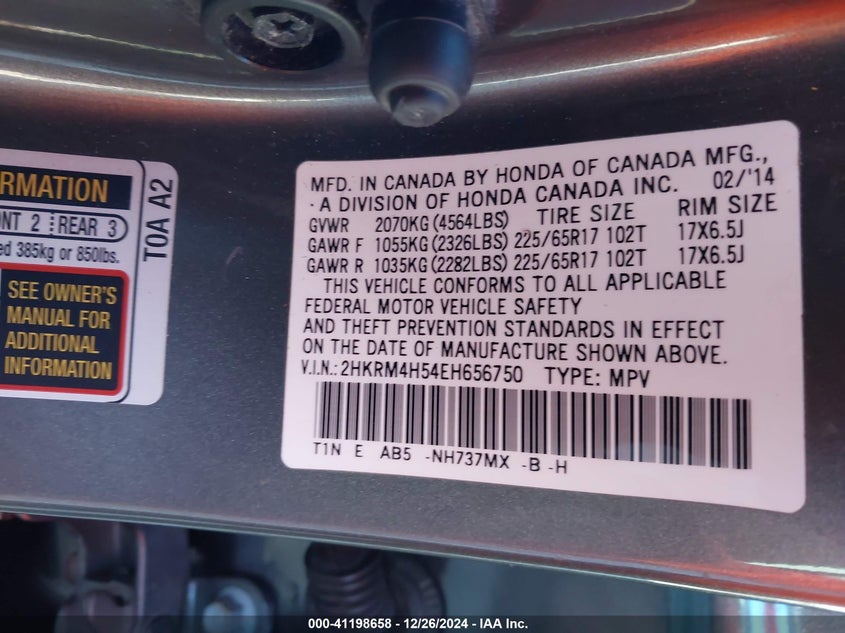 RMATION
NT 2 REAR 3
ed 385kg or 850lbs.
SEE OWNER'S
MANUAL FOR
ADDITIONAL
INFORMATION
T0A A2
MFD. IN CANADA BY HONDA OF CANADA MFG.,
A DIVISION OF HONDA CANADA INC. 02/'14
GVWR 2070KG (4564LBS) TIRE SIZE RIM SIZE
GAWR F 1055KG (2326LBS) 225/65R17 102T 17X6.5J
GAWR R 1035KG (2282LBS) 225/65R17 102T 17X6.5J
THIS VEHICLE CONFORMS TO ALL APPLICABLE
FEDERAL MOTOR VEHICLE SAFETY
AND THEFT PREVENTION STANDARDS IN EFFECT
ON THE DATE OF MANUFACTURE SHOWN ABOVE.
V.I.N.: 2HKRM4H54EH656750 TYPE: MPV
T1N E AB5 -NH737MX -B -H
000-41198658 - 12/26/2024 - IAA Inc.